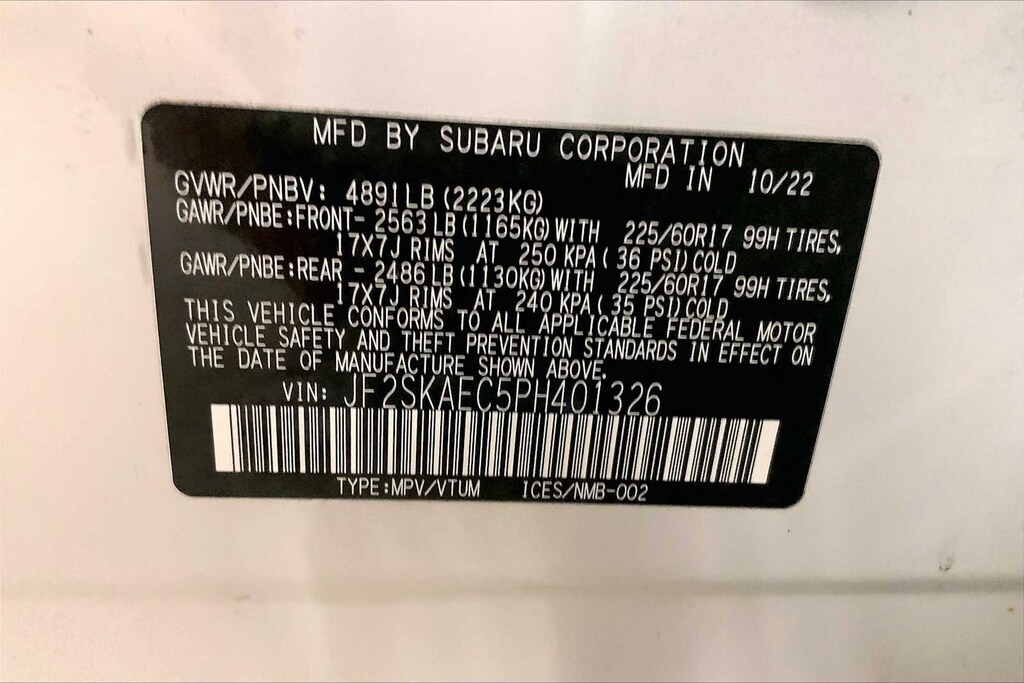 MFD BY SUBARU CORPORATION
MFD IN 10/22
GVWR/PNBV: 4891LB (2223KG)
GAWR/PNBE:FRONT- 2563LB(1165KG)WITH 225/60R17 99H TIRES,
17X7J RIMS AT 250 KPA( 36 PSI)COLD
GAWR/PNBE:REAR - 2486LB(1130KG)WITH 225/60R17 99H TIRES,
17X7J RIMS AT 240 KPA( 35 PSI)COLD
THIS VEHICLE CONFORMS TO ALL APPLICABLE FEDERAL MOTOR
VEHICLE SAFETY AND THEFT PREVENTION STANDARDS IN EFFECT ON
THE DATE OF MANUFACTURE SHOWN ABOVE.
VIN: JF2SKAEC5PH401326
TYPE:MPV/VTUM ICES/NMB-002